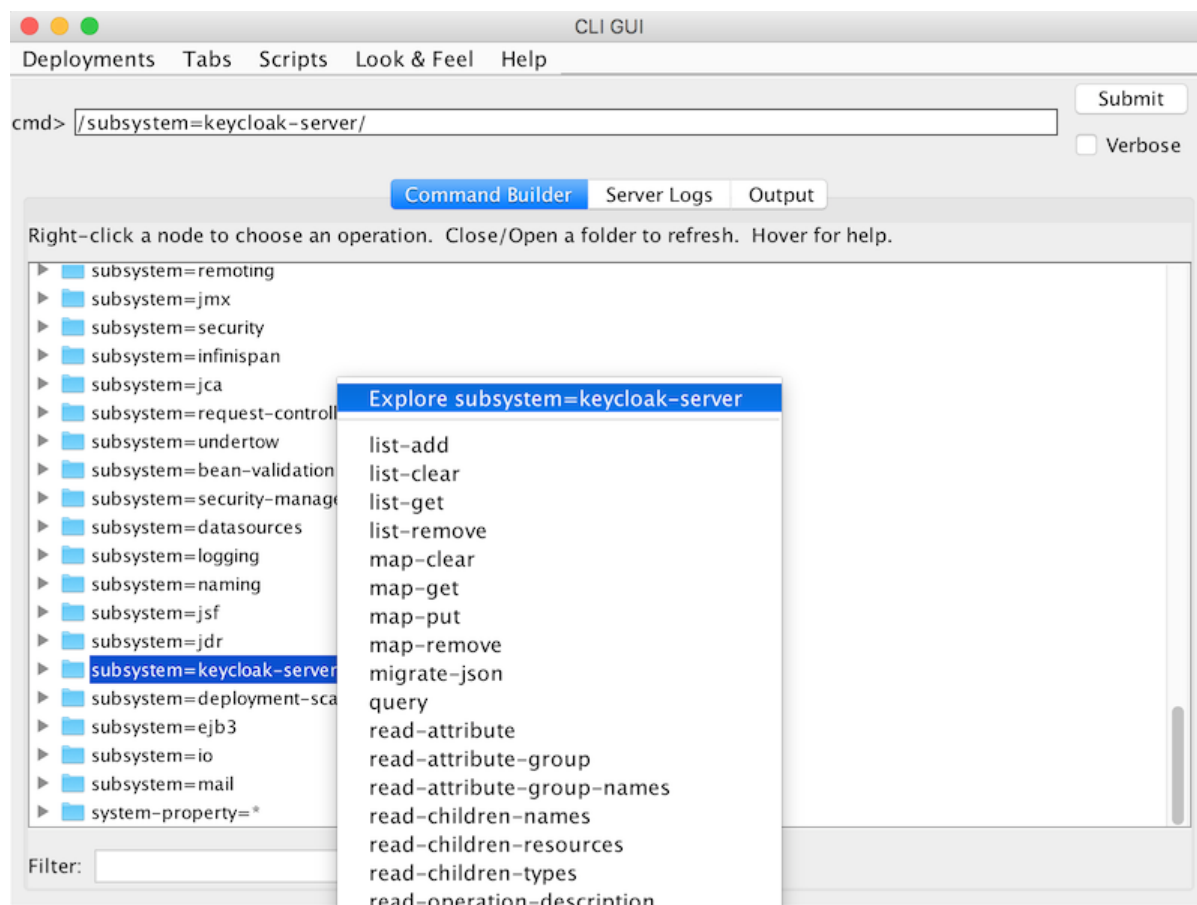 CLI GUI
Deployments Tabs Scripts Look & Feel Help
Submit
cmd> /subsystem=keycloak-server/
Verbose
Command Builder Server Logs Output
Right-click a node to choose an operation. Close/Open a folder to refresh. Hover for help.
subsystem=remoting
subsystem=jmx
subsystem=security
subsystem=infinispan
subsystem=jca
subsystem=request-controll
subsystem=undertow
subsystem=bean-validation
subsystem=security-manage
subsystem=datasources
subsystem=logging
subsystem=naming
subsystem=jsf
subsystem=jdr
subsystem=keycloak-server
subsystem=deployment-sca
subsystem=ejb3
subsystem=io
subsystem=mail
system-property=*
Explore subsystem=keycloak-server
list-add
list-clear
list-get
list-remove
map-clear
map-get
map-put
map-remove
migrate-json
query
read-attribute
read-attribute-group
read-attribute-group-names
read-children-names
read-children-resources
read-children-types
read-operation-description
Filter: